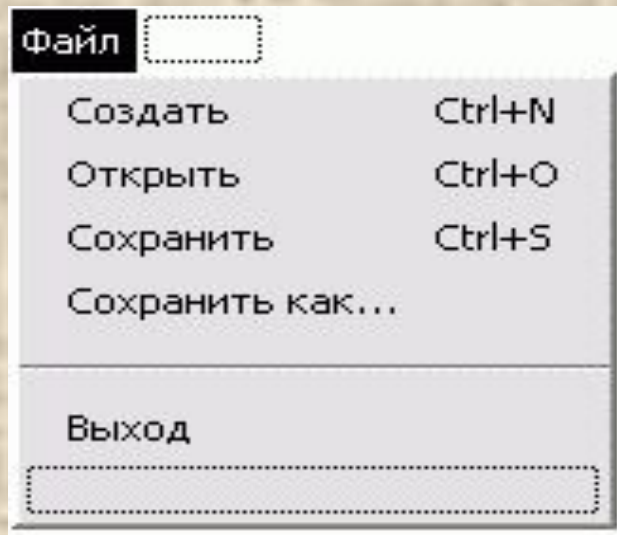 Файл
Создать Ctrl+N
Открыть Ctrl+O
Сохранить Ctrl+S
Сохранить как...
Выход